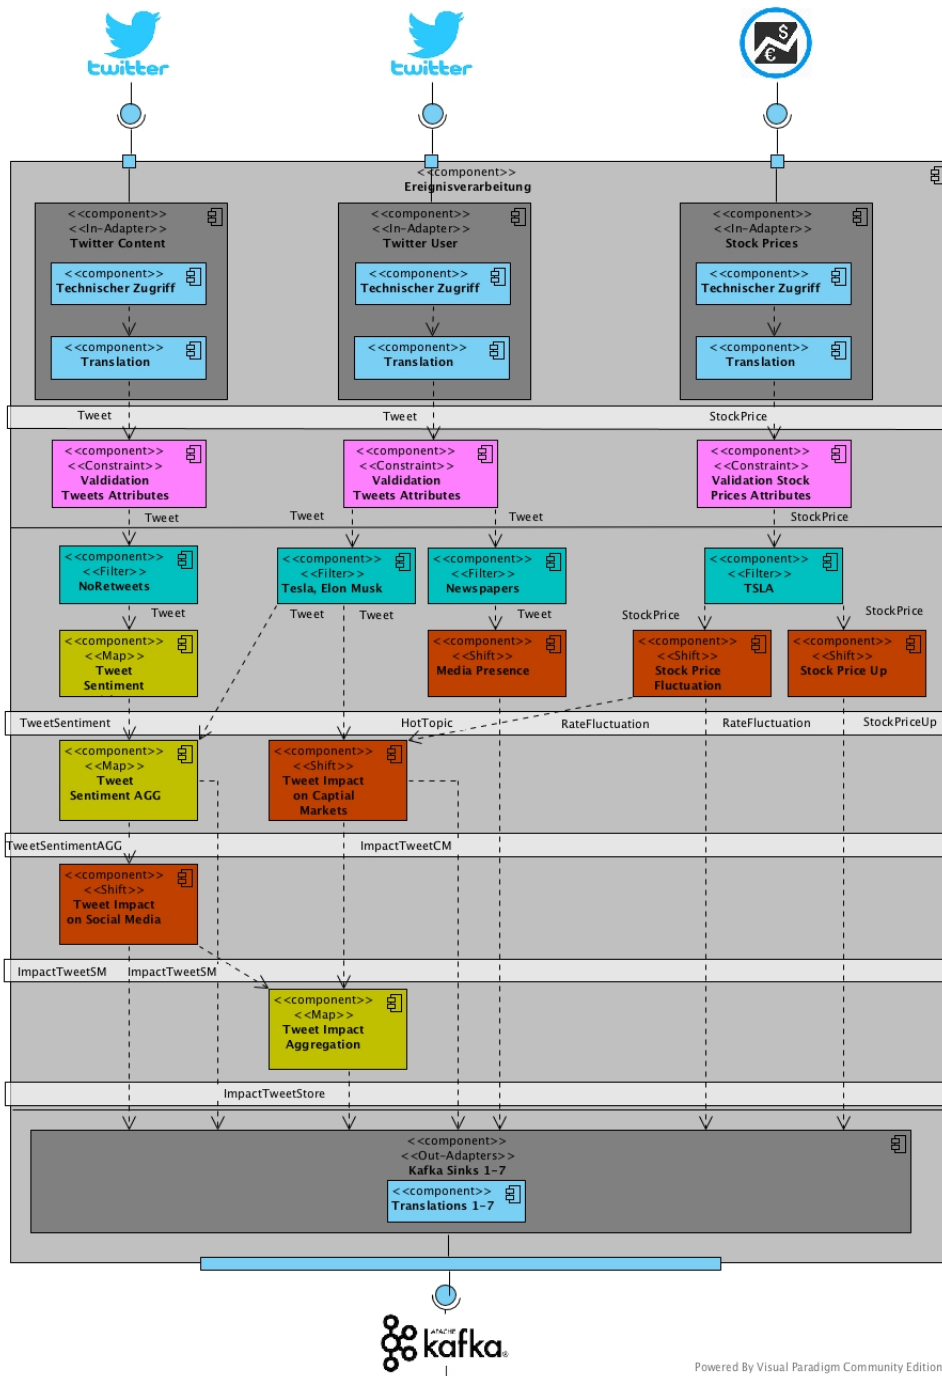 twitter
twitter
$
€
<<component>>
Ereignisverarbeitung
<<component>>
<<In-Adapter>>
Twitter Content
<<component>>
Technischer Zugriff
<<component>>
Translation
<<component>>
<<In-Adapter>>
Twitter User
<<component>>
Technischer Zugriff
<<component>>
Translation
<<component>>
<<In-Adapter>>
Stock Prices
<<component>>
Technischer Zugriff
<<component>>
Translation
Tweet
Tweet
StockPrice
<<component>>
<<Constraint>>
Valdidation
Tweets Attributes
<<component>>
<<Constraint>>
Valdidation
Tweets Attributes
<<component>>
<<Constraint>>
Validation Stock
Prices Attributes
Tweet
Tweet
Tweet
StockPrice
<<component>>
<<Filter>>
NoRetweets
<<component>>
<<Filter>>
Tesla, Elon Musk
<<component>>
<<Filter>>
Newspapers
<<component>>
<<Filter>>
TSLA
Tweet
Tweet
Tweet
Tweet
StockPrice
StockPrice
<<component>>
<<Map>>
Tweet
Sentiment
<<component>>
<<Shift>>
Media Presence
<<component>>
<<Shift>>
Stock Price
Fluctuation
<<component>>
<<Shift>>
Stock Price Up
TweetSentiment
HotTopic
RateFluctuation
RateFluctuation
StockPriceUp
<<component>>
<<Map>>
Tweet
Sentiment AGG
<<component>>
<<Shift>>
Tweet Impact
on Captial
Markets
TweetSentimentAGG
ImpactTweetCM
<<component>>
<<Shift>>
Tweet Impact
on Social Media
ImpactTweetSM
ImpactTweetSM
<<component>>
<<Map>>
Tweet Impact
Aggregation
ImpactTweetStore
<<component>>
<<Out-Adapters>>
Kafka Sinks 1-7
<<component>>
Translations 1-7
APACHE
kafka®
Powered By Visual Paradigm Community Edition